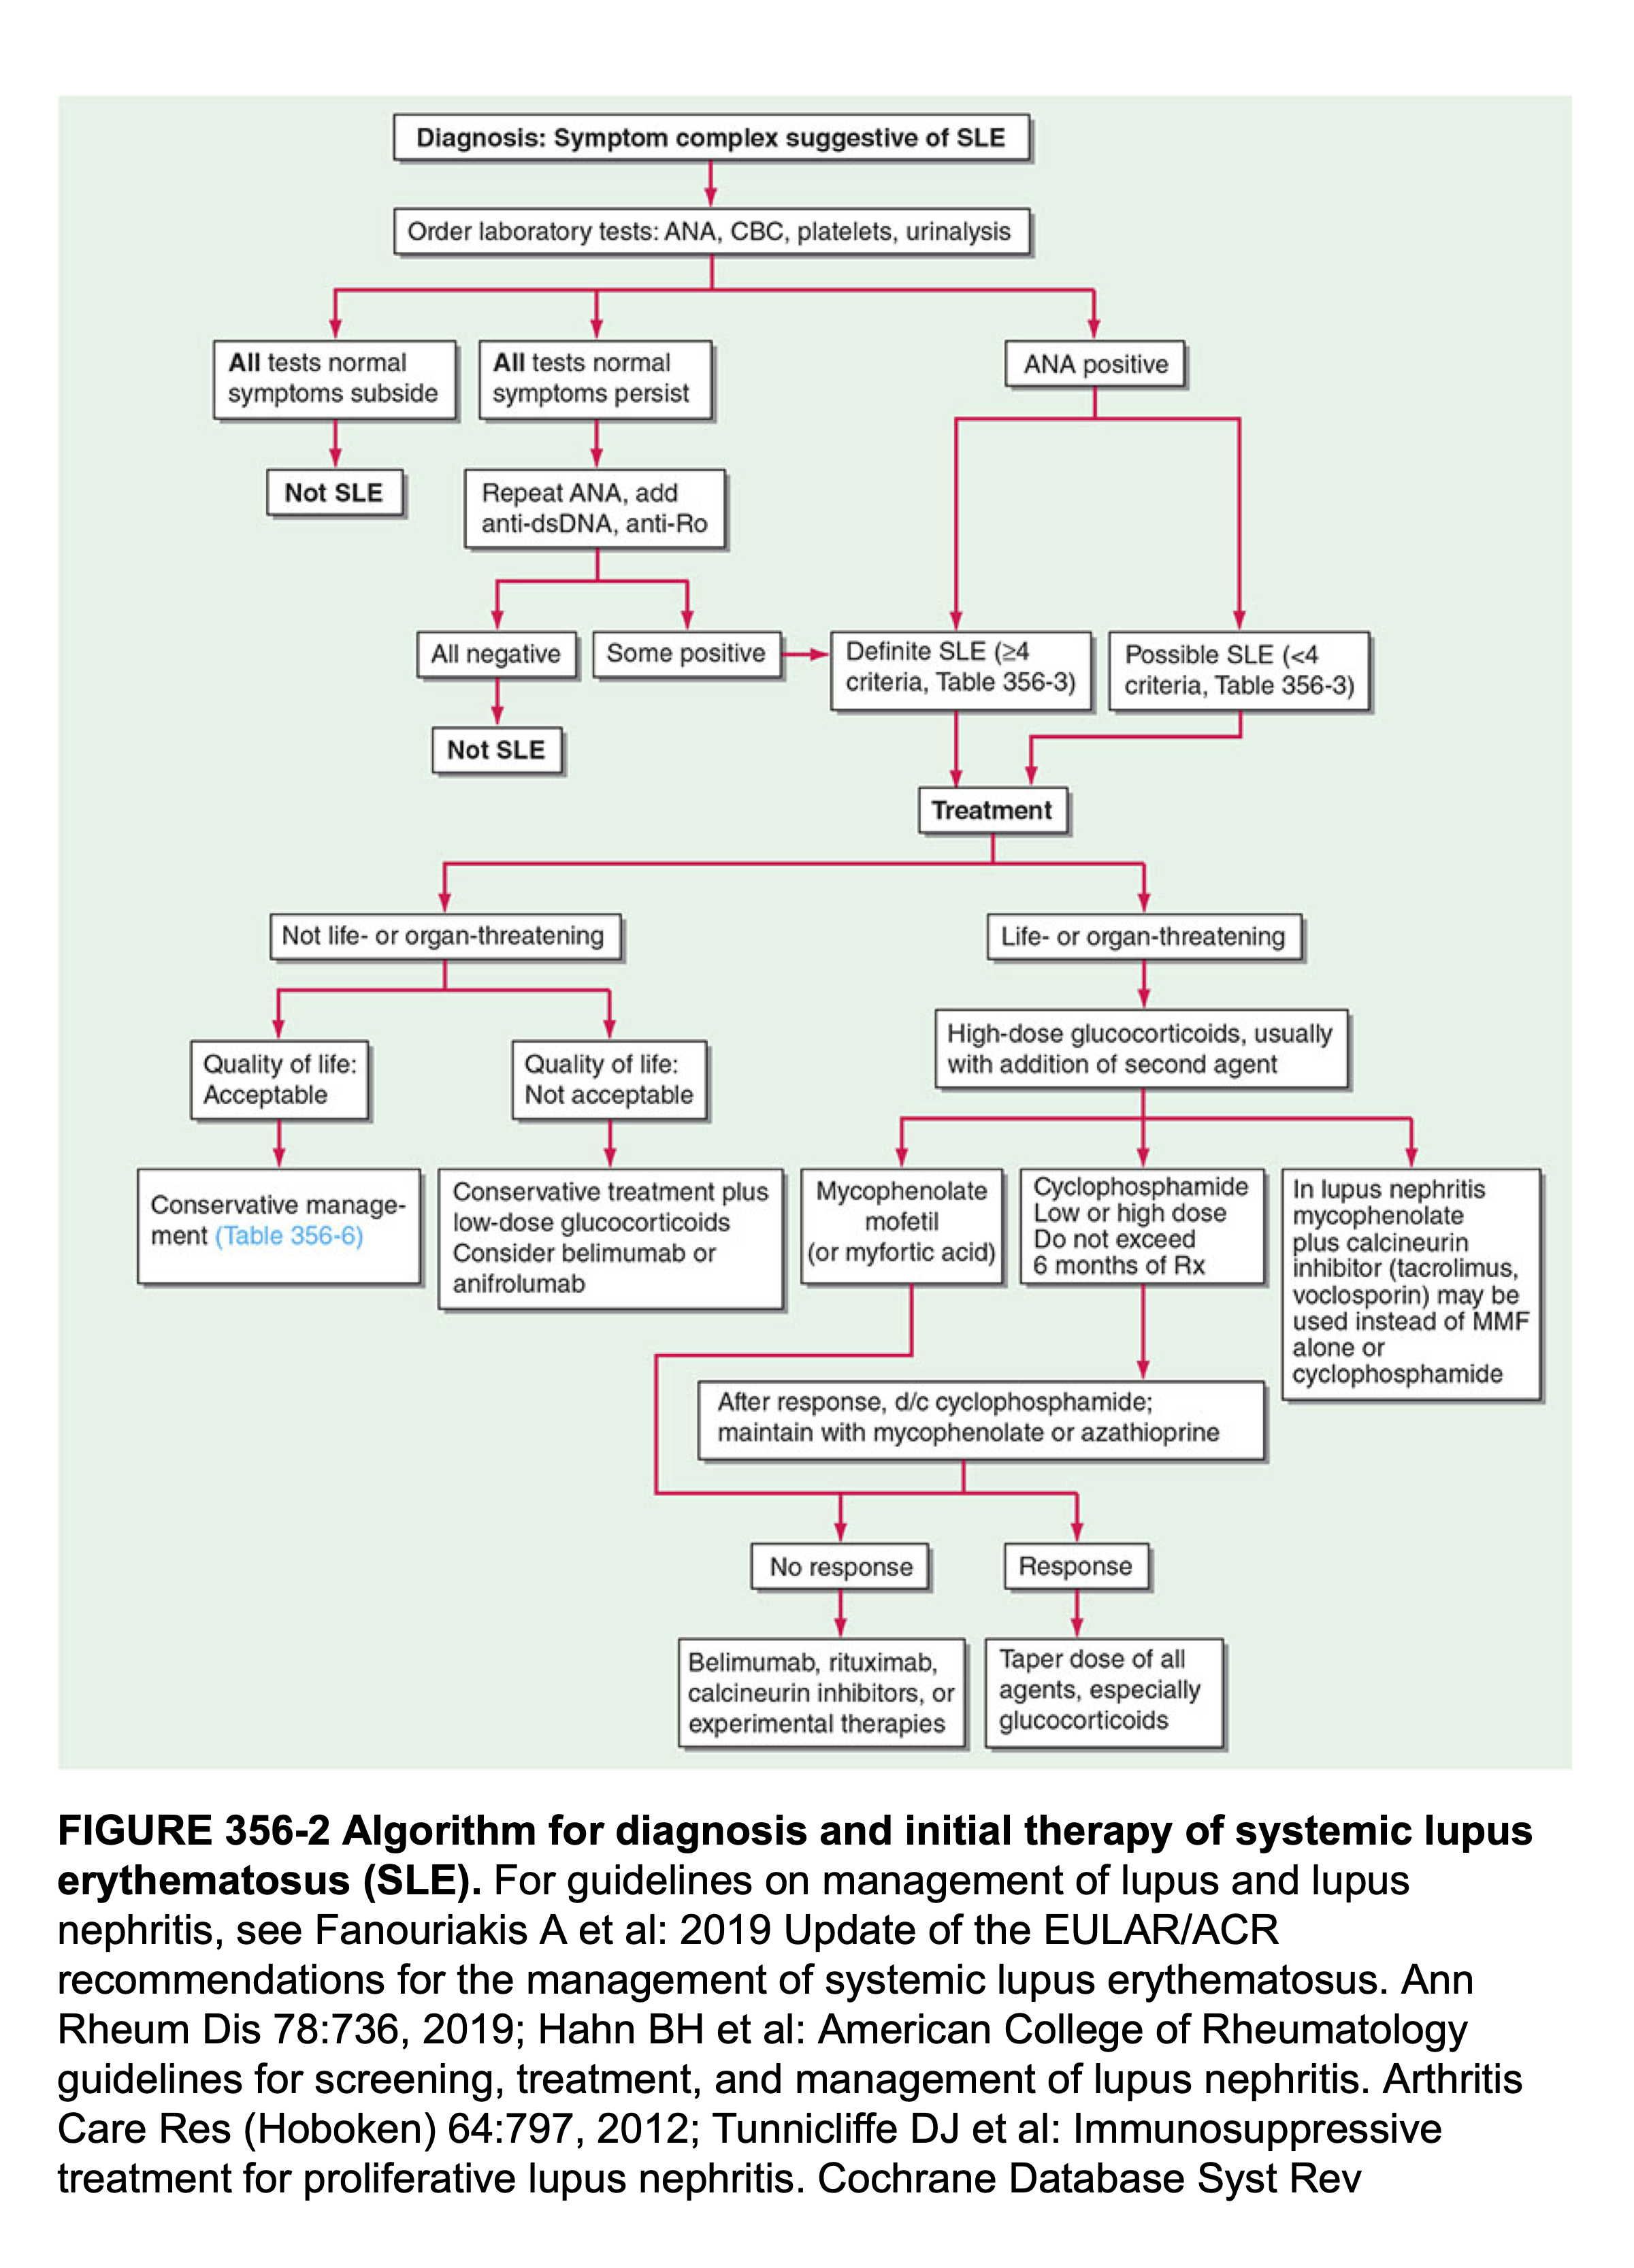 Diagnosis: Symptom complex suggestive of SLE
Order laboratory tests: ANA, CBC, platelets, urinalysis
All tests normal
symptoms subside
All tests normal
symptoms persist
ANA positive
Not SLE
Repeat ANA, add
anti-dsDNA, anti-Ro
All negative
Some positive
Definite SLE (≥4
criteria, Table 356-3)
Possible SLE (<4
criteria, Table 356-3)
Not SLE
Treatment
Not life- or organ-threatening
Life- or organ-threatening
Quality of life:
Acceptable
Quality of life:
Not acceptable
High-dose glucocorticoids, usually
with addition of second agent
Conservative manage-
ment (Table 356-6)
Conservative treatment plus
low-dose glucocorticoids
Consider belimumab or
anifrolumab
Mycophenolate
mofetil
(or myfortic acid)
Cyclophosphamide
Low or high dose
Do not exceed
6 months of Rx
In lupus nephritis
mycophenolate
plus calcineurin
inhibitor (tacrolimus,
voclosporin) may be
used instead of MMF
alone or
cyclophosphamide
After response, d/c cyclophosphamide;
maintain with mycophenolate or azathioprine
No response
Response
Belimumab, rituximab,
calcineurin inhibitors, or
experimental therapies
Taper dose of all
agents, especially
glucocorticoids
FIGURE 356-2 Algorithm for diagnosis and initial therapy of systemic lupus
erythematosus (SLE). For guidelines on management of lupus and lupus
nephritis, see Fanouriakis A et al: 2019 Update of the EULAR/ACR
recommendations for the management of systemic lupus erythematosus. Ann
Rheum Dis 78:736, 2019; Hahn BH et al: American College of Rheumatology
guidelines for screening, treatment, and management of lupus nephritis. Arthritis
Care Res (Hoboken) 64:797, 2012; Tunnicliffe DJ et al: Immunosuppressive
treatment for proliferative lupus nephritis. Cochrane Database Syst Rev